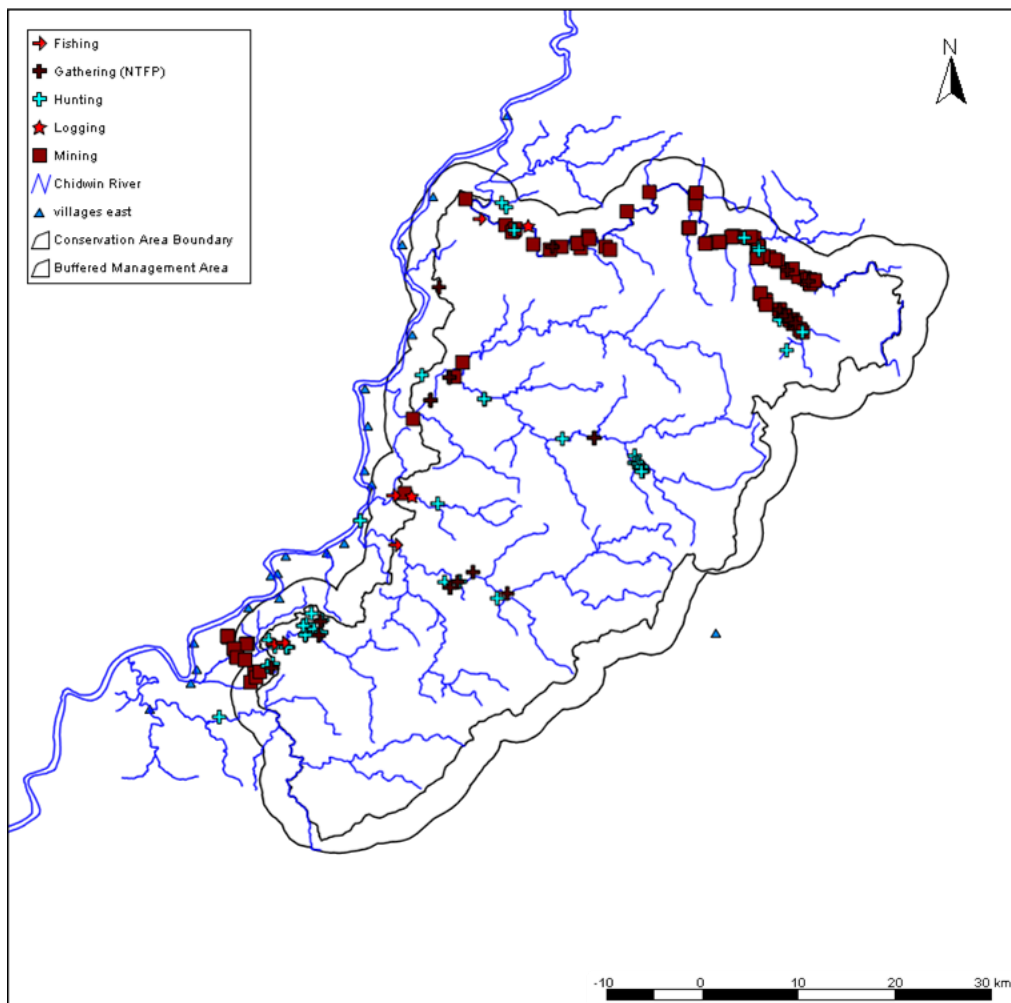 Fishing
Gathering (NTFP)
Hunting
Logging
Mining
Chidwin River
villages east
Conservation Area Boundary
Buffered Management Area
N
-10 0 10 20 30 km